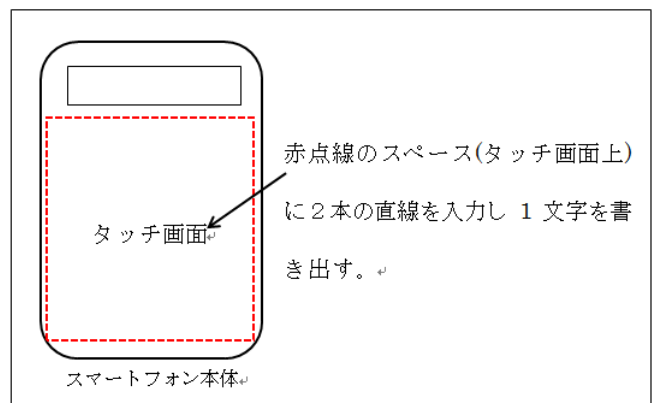 赤点線のスペース(タッチ画面上)
に２本の直線を入力し 1 文字を書
き出す。
タッチ画面
スマートフォン本体